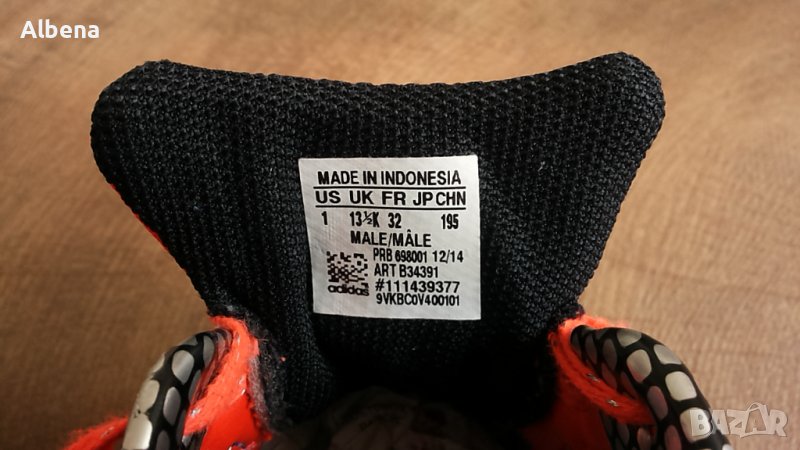 Albena
MADE IN INDONESIA
US UK FR JP CHN
1 13½K 32 195
MALE/MÂLE
PRB 698001 12/14
ART B34391
#111439377
adidas 9VKBC0V400101
BAZAR